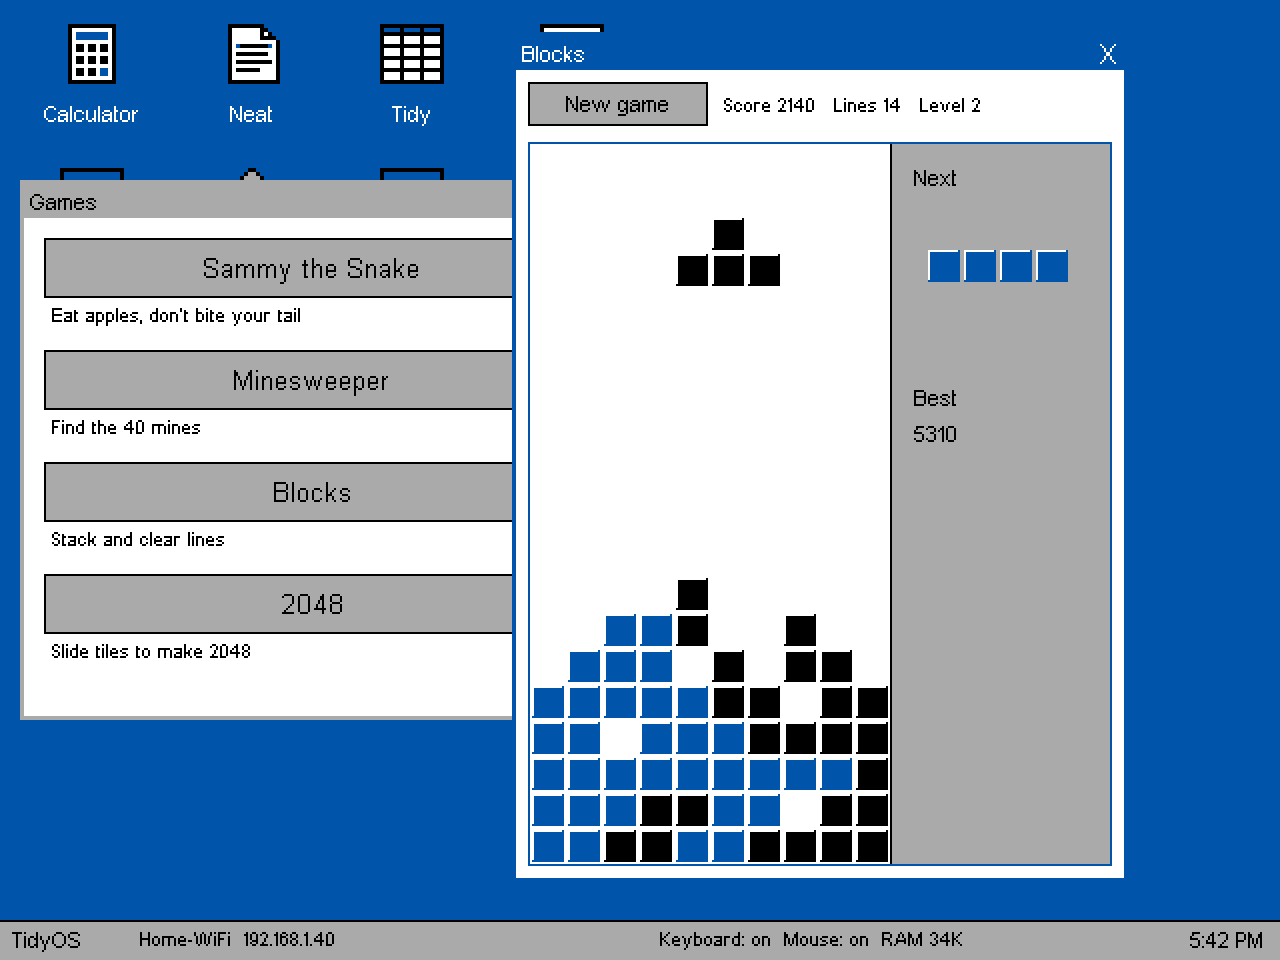 Calculator
Neat
Tidy
Blocks
X
New game
Score 2140 Lines 14 Level 2
Next
Best
5310
Games
Sammy the Snake
Eat apples, don't bite your tail
Minesweeper
Find the 40 mines
Blocks
Stack and clear lines
2048
Slide tiles to make 2048
TidyOS
Home-WiFi 192.168.1.40
Keyboard: on Mouse: on RAM 34K
5:42 PM